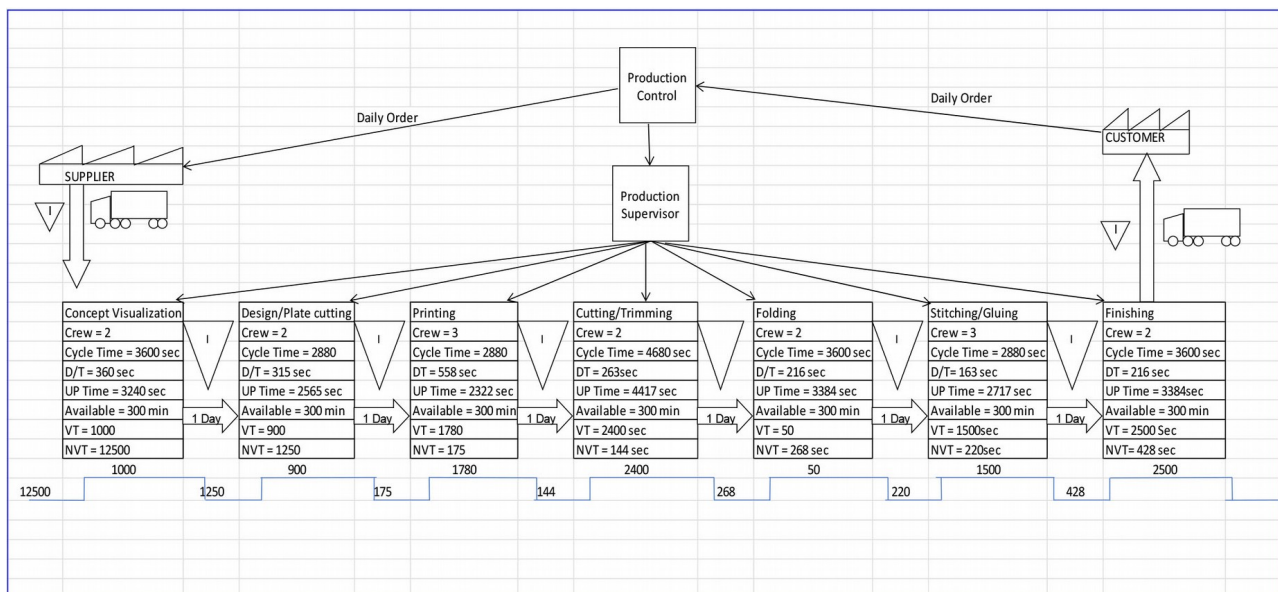 Production
Control
Daily Order
Daily Order
CUSTOMER
SUPPLIER
Production
Supervisor
I
I
Concept Visualization
Crew = 2
Cycle Time = 3600 sec
D/T = 360 sec
UP Time = 3240 sec
Available = 300 min
VT = 1000
NVT = 12500
I
1 Day
Design/Plate cutting
Crew = 2
Cycle Time = 2880
D/T = 315 sec
UP Time = 2565 sec
Available = 300 min
VT = 900
NVT = 1250
I
1 Day
Printing
Crew = 3
Cycle Time = 2880
DT = 558 sec
UP Time = 2322 sec
Available = 300 min
VT = 1780
NVT = 175
I
1 Day
Cutting/Trimming
Crew = 2
Cycle Time = 4680 sec
DT = 263sec
UP Time = 4417 sec
Available = 300 min
VT = 2400 sec
NVT = 144 sec
1 Day
Folding
Crew = 2
Cycle Time = 3600 sec
D/T = 216 sec
UP Time = 3384 sec
Available = 300 min
VT = 50
NVT = 268 sec
I
1 Day
Stitching/Gluing
Crew = 3
Cycle Time = 2880 sec
D/T = 163 sec
UP Time = 2717 sec
Available = 300 min
VT = 1500sec
NVT = 220sec
I
1 Day
Finishing
Crew = 2
Cycle Time = 3600 sec
DT = 216 sec
UP Time = 3384sec
Available = 300 min
VT = 2500 Sec
NVT = 428 sec
1000 900 1780 2400 50 1500 2500
12500 1250 175 144 268 220 428